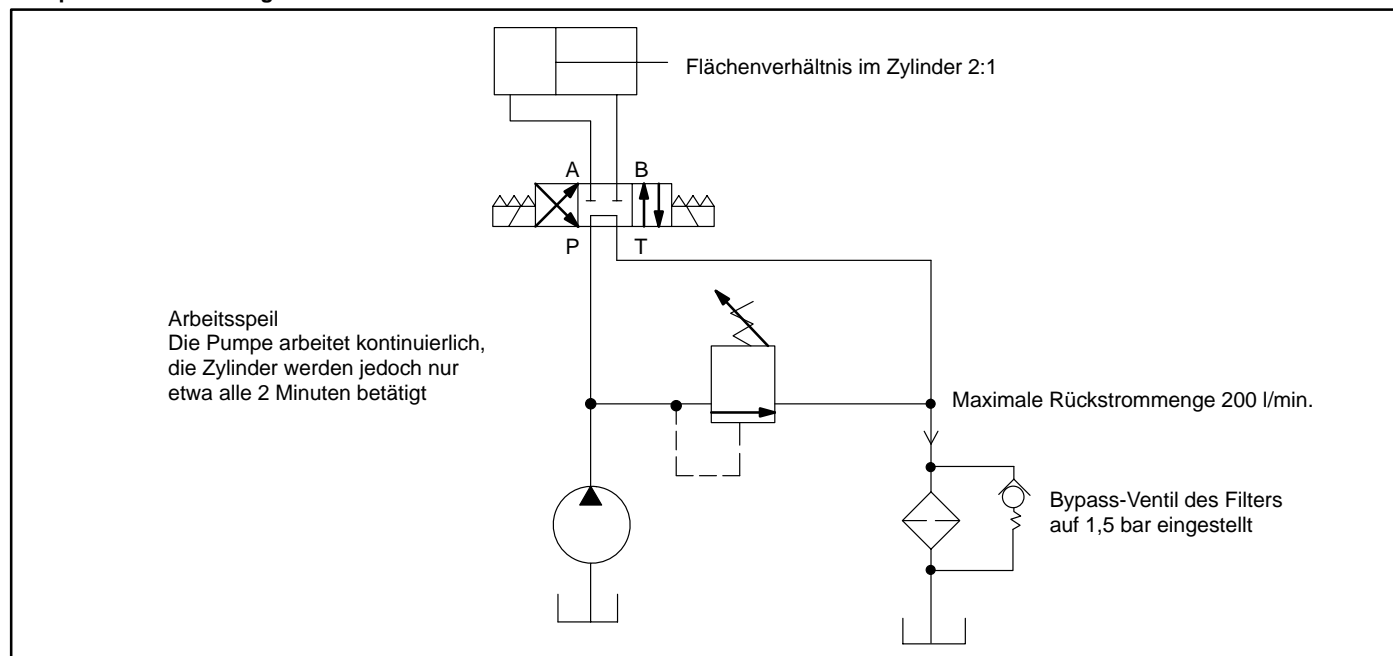 Flächenverhältnis im Zylinder 2:1
A
B
P
T
Arbeitsspeil
Die Pumpe arbeitet kontinuierlich,
die Zylinder werden jedoch nur
etwa alle 2 Minuten betätigt
Maximale Rückstrommenge 200 l/min.
Bypass-Ventil des Filters
auf 1,5 bar eingestellt